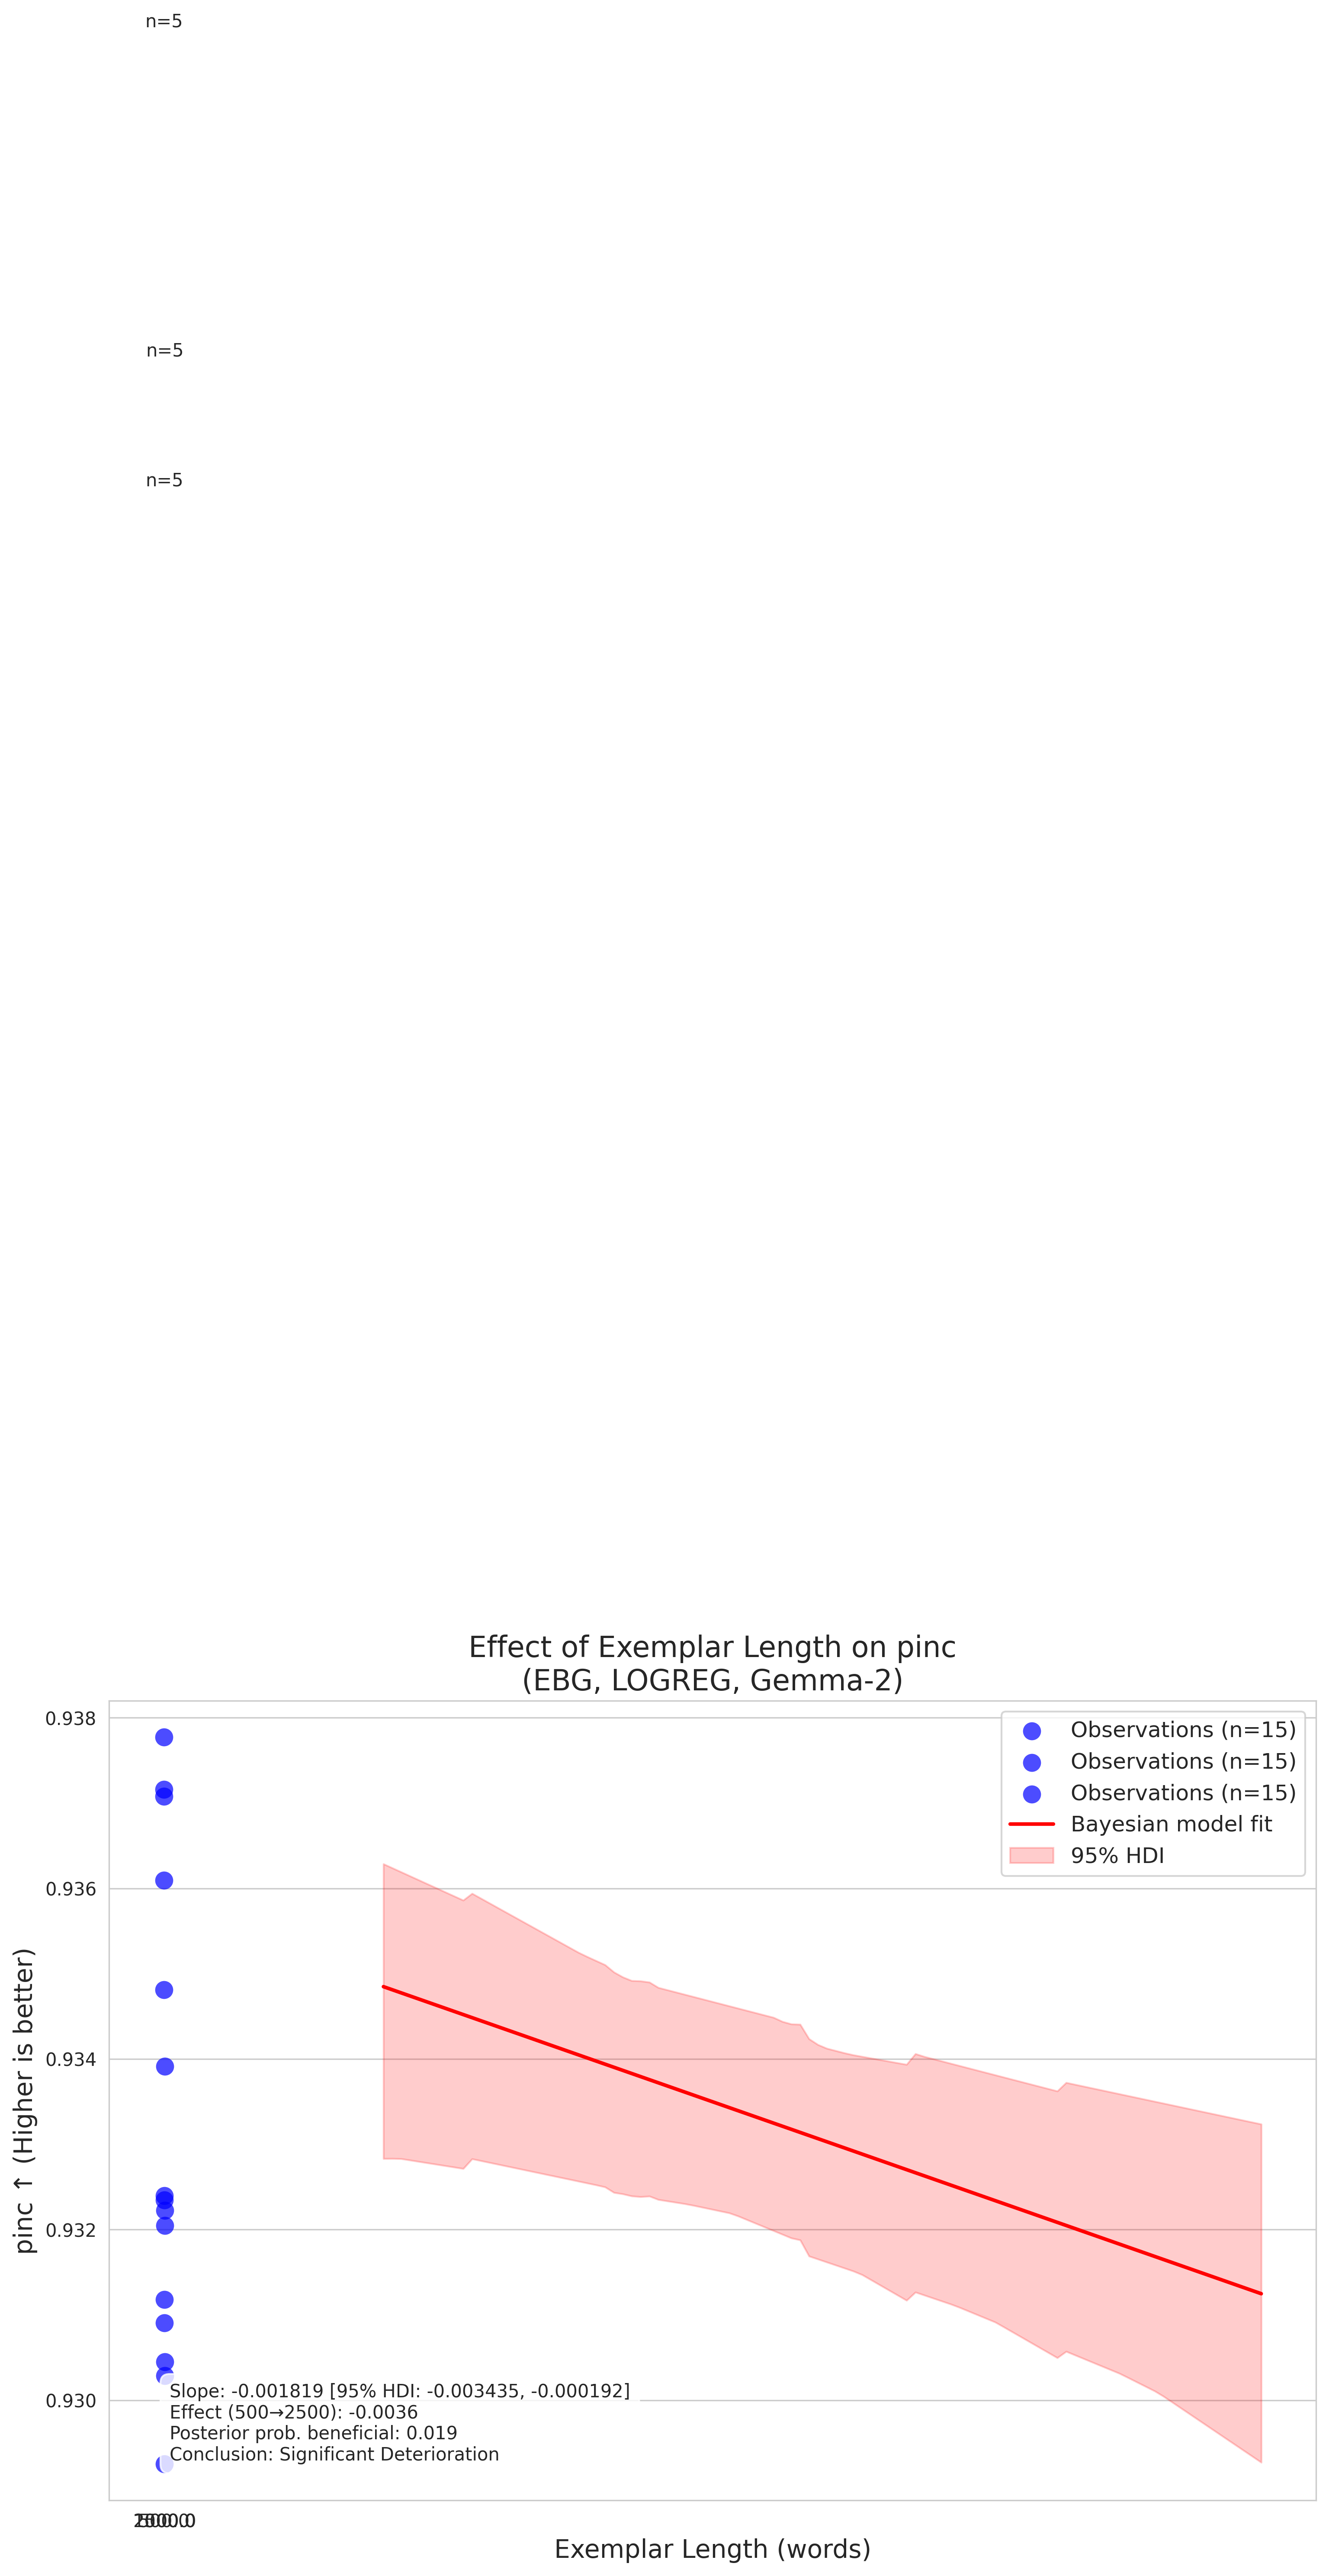 n=5
n=5
n=5
Effect of Exemplar Length on pinc
(EBG, LOGREG, Gemma-2)
0.938
0.936
0.934
0.932
0.930
pinc ↑ (Higher is better)
Observations (n=15)
Observations (n=15)
Observations (n=15)
Bayesian model fit
95% HDI
Slope: -0.001819 [95% HDI: -0.003435, -0.000192]
Effect (500→2500): -0.0036
Posterior prob. beneficial: 0.019
Conclusion: Significant Deterioration
Exemplar Length (words)